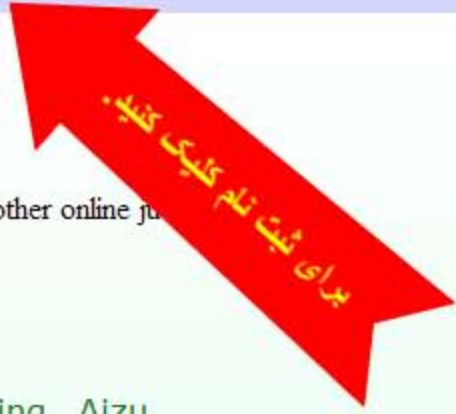 برای ثبت نام کلیک کنید.
other online ju
ing Aizu